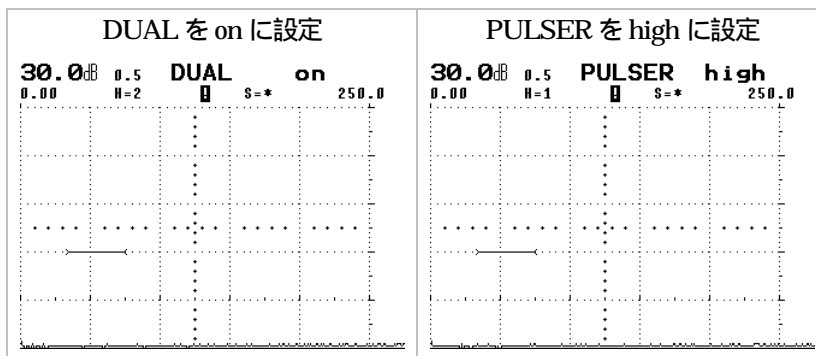 DUAL を on に設定
30.0dB 0.5 DUAL on
0.00 H=2 ! S=* 250.0
PULSER を high に設定
30.0dB 0.5 PULSER high
0.00 H=1 ! S=* 250.0